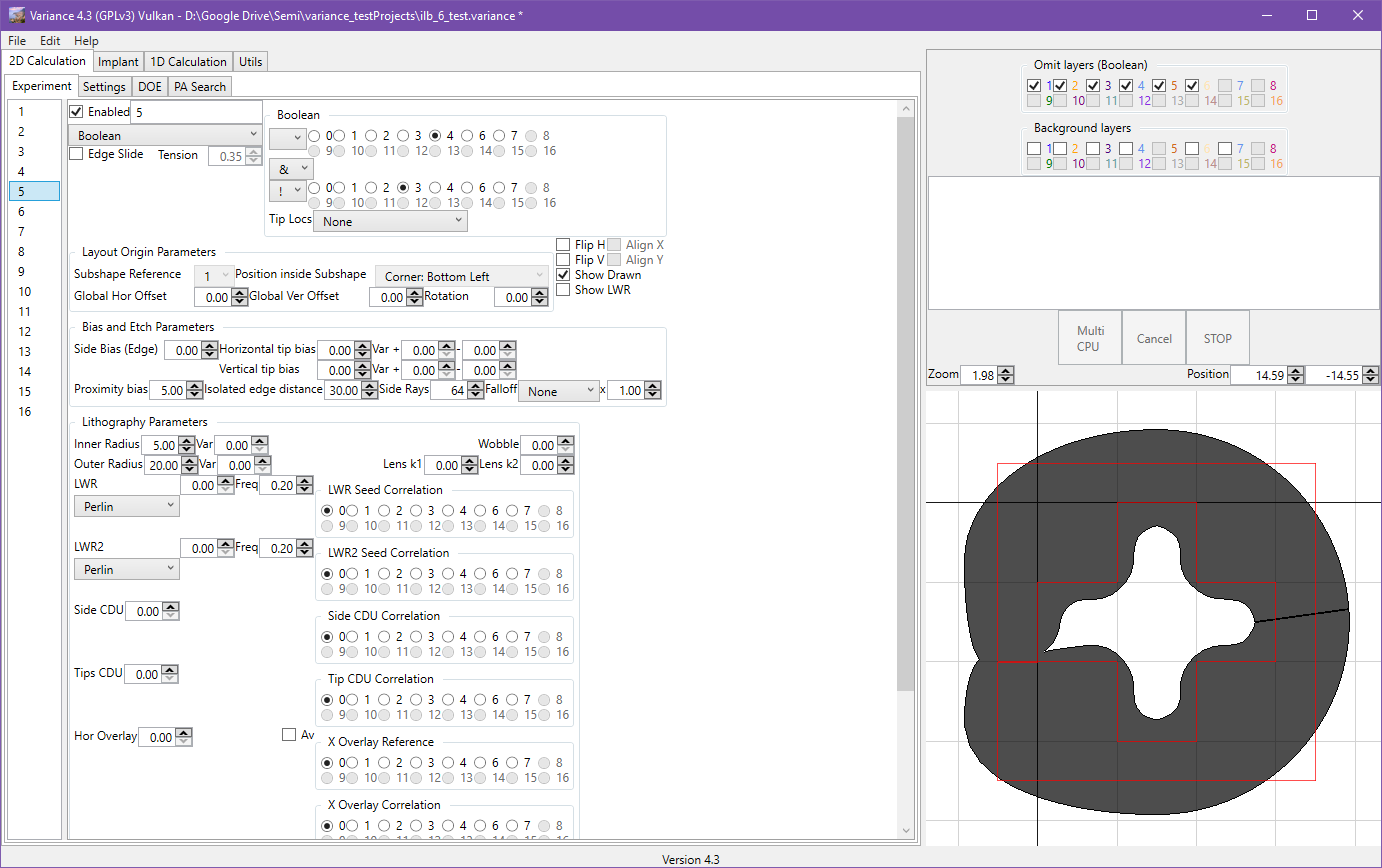 Variance 4.3 (GPLv3) Vulkan - D:\Google Drive\Semi\variance_testProjects\ilb_6_test.variance *
File Edit Help
2D Calculation Implant 1D Calculation Utils
Experiment Settings DOE PA Search
1
2
3
4
5
6
7
8
9
10
11
12
13
14
15
16
Enabled 5
Boolean
Edge Slide Tension 0.35
Boolean
0 1 2 3 4 6 7 8
9 10 11 12 13 14 15 16
&
! 0 1 2 3 4 6 7 8
9 10 11 12 13 14 15 16
Tip Locs None
Layout Origin Parameters
Subshape Reference 1 Position inside Subshape Corner: Bottom Left
Global Hor Offset 0.00 Global Ver Offset 0.00 Rotation 0.00
Flip H Align X
Flip V Align Y
Show Drawn
Show LWR
Bias and Etch Parameters
Side Bias (Edge) 0.00 Horizontal tip bias 0.00 Var + 0.00 - 0.00
Vertical tip bias 0.00 Var + 0.00 - 0.00
Proximity bias 5.00 Isolated edge distance 30.00 Side Rays 64 Falloff None x 1.00
Lithography Parameters
Inner Radius 5.00 Var 0.00 Wobble 0.00
Outer Radius 20.00 Var 0.00 Lens k1 0.00 Lens k2 0.00
LWR 0.00 Freq 0.20
Perlin
LWR Seed Correlation
0 1 2 3 4 6 7 8
9 10 11 12 13 14 15 16
LWR2 0.00 Freq 0.20
Perlin
LWR2 Seed Correlation
0 1 2 3 4 6 7 8
9 10 11 12 13 14 15 16
Side CDU 0.00
Side CDU Correlation
0 1 2 3 4 6 7 8
9 10 11 12 13 14 15 16
Tips CDU 0.00
Tip CDU Correlation
0 1 2 3 4 6 7 8
9 10 11 12 13 14 15 16
Hor Overlay 0.00 Av
X Overlay Reference
0 1 2 3 4 6 7 8
9 10 11 12 13 14 15 16
X Overlay Correlation
0 1 2 3 4 6 7 8
Omit layers (Boolean)
1 2 3 4 5 6 7 8
9 10 11 12 13 14 15 16
Background layers
1 2 3 4 5 6 7 8
9 10 11 12 13 14 15 16
Multi CPU
Cancel
STOP
Zoom 1.98 Position 14.59 -14.55
Version 4.3